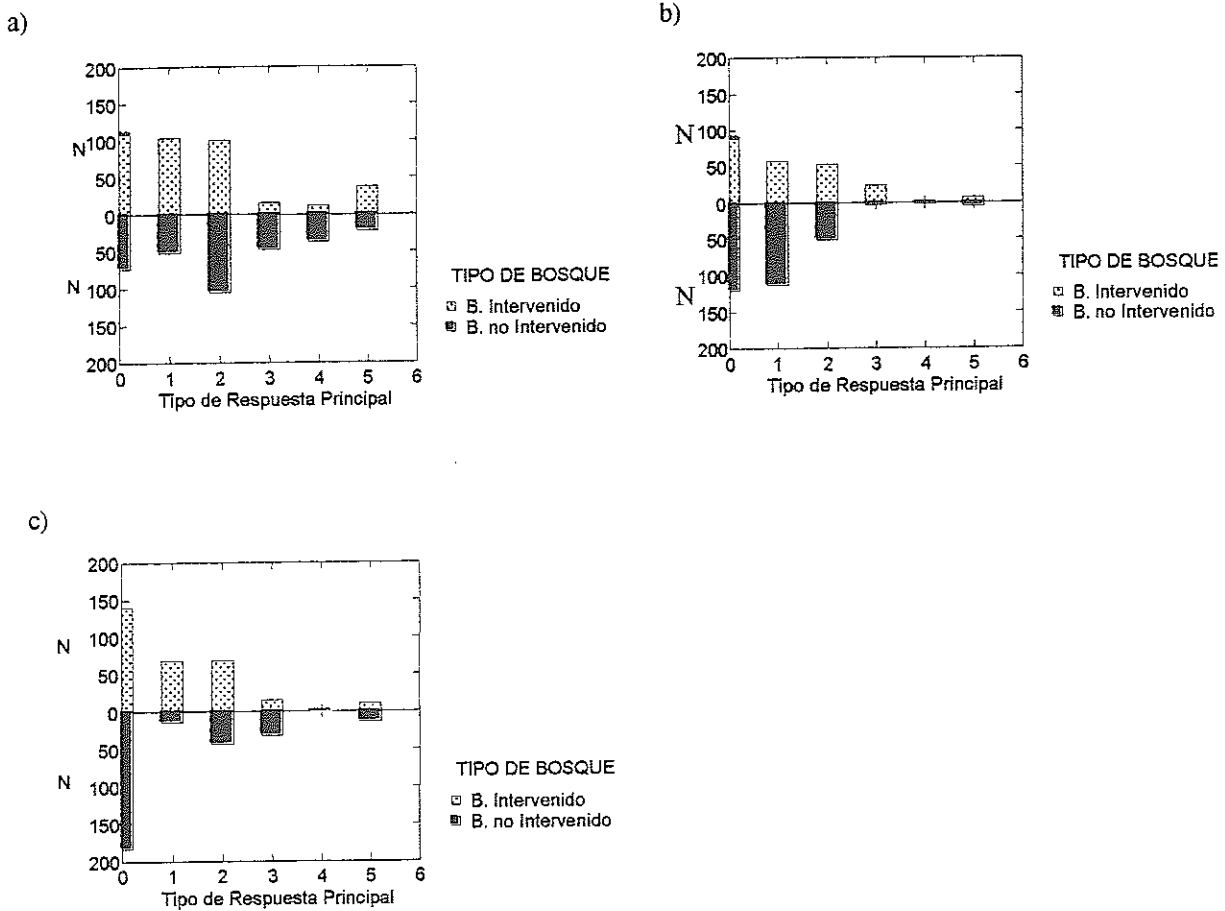 a)
200
150
N
100
50
0
50
N
100
150
200
0 1 2 3 4 5 6
Tipo de Respuesta Principal
TIPO DE BOSQUE
B. Intervenido
B. no Intervenido
b)
200
150
N
100
50
0
50
N
100
150
200
0 1 2 3 4 5 6
Tipo de Respuesta Principal
TIPO DE BOSQUE
B. Intervenido
B. no Intervenido
c)
200
150
N
100
50
0
50
N
100
150
200
0 1 2 3 4 5 6
Tipo de Respuesta Principal
TIPO DE BOSQUE
B. Intervenido
B. no Intervenido